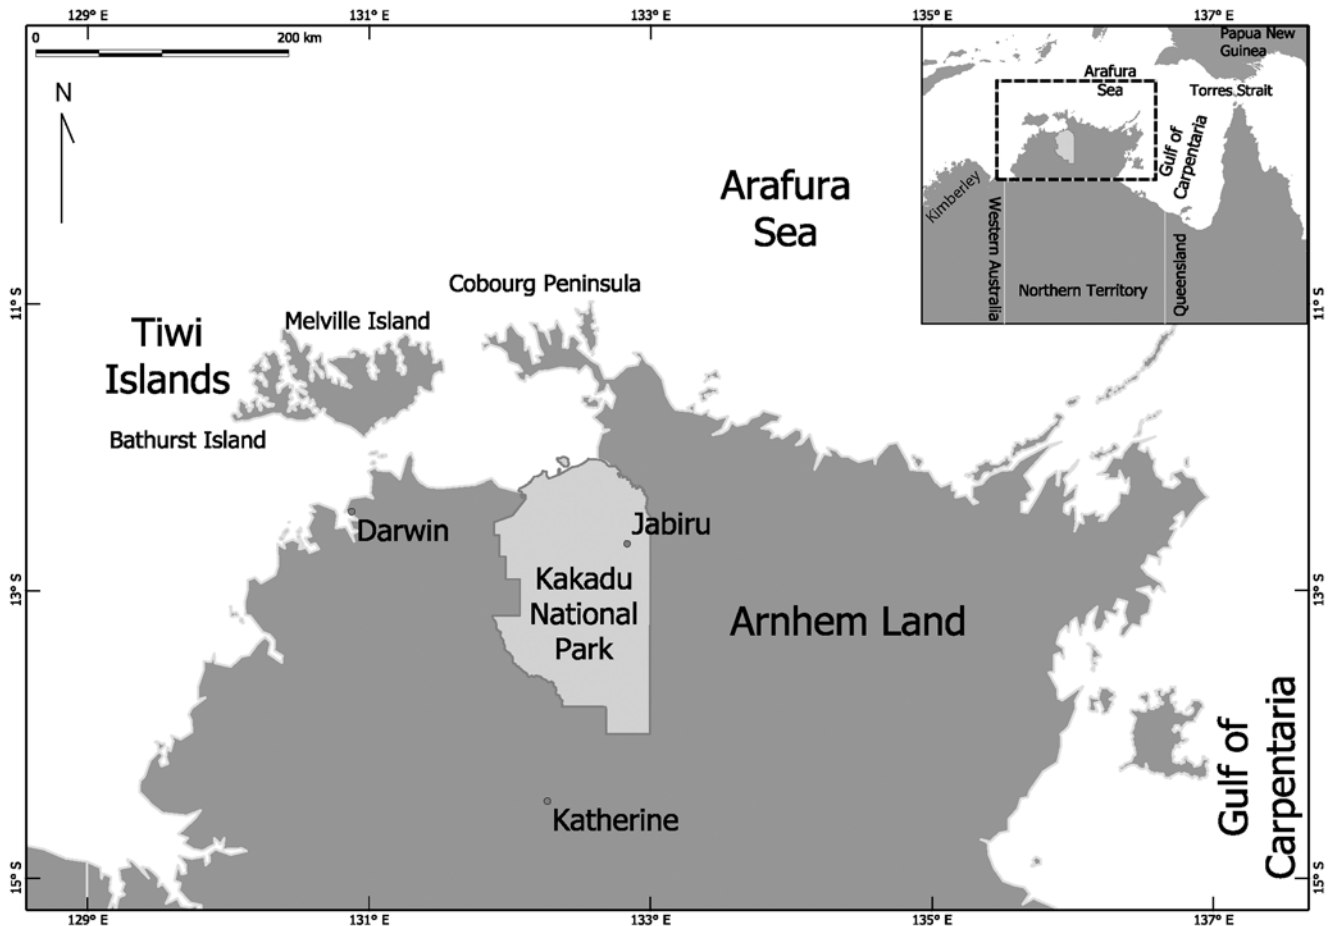 129° E
131° E
133° E
135° E
137° E
0
200 km
N
Papua New
Guinea
Arafura
Sea
Torres Strait
Gulf of
Carpentaria
Kimberley
Western Australia
Northern Territory
Queensland
Arafura
Sea
Cobourg Peninsula
11° S
11° S
Tiwi
Islands
Melville Island
Bathurst Island
Darwin
Jabiru
Kakadu
National
Park
Arnhem Land
13° S
13° S
Gulf of
Carpentaria
Katherine
15° S
15° S
129° E
131° E
133° E
135° E
137° E